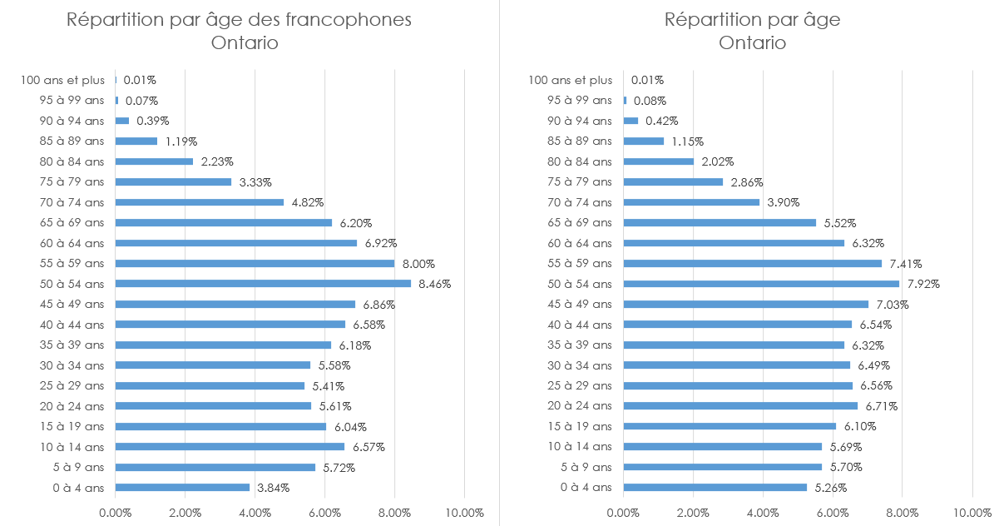 Répartition par âge des francophones
Ontario
100 ans et plus 0.01%
95 à 99 ans 0.07%
90 à 94 ans 0.39%
85 à 89 ans 1.19%
80 à 84 ans 2.23%
75 à 79 ans 3.33%
70 à 74 ans 4.82%
65 à 69 ans 6.20%
60 à 64 ans 6.92%
55 à 59 ans 8.00%
50 à 54 ans 8.46%
45 à 49 ans 6.86%
40 à 44 ans 6.58%
35 à 39 ans 6.18%
30 à 34 ans 5.58%
25 à 29 ans 5.41%
20 à 24 ans 5.61%
15 à 19 ans 6.04%
10 à 14 ans 6.57%
5 à 9 ans 5.72%
0 à 4 ans 3.84%
0.00% 2.00% 4.00% 6.00% 8.00% 10.00%
Répartition par âge
Ontario
100 ans et plus 0.01%
95 à 99 ans 0.08%
90 à 94 ans 0.42%
85 à 89 ans 1.15%
80 à 84 ans 2.02%
75 à 79 ans 2.86%
70 à 74 ans 3.90%
65 à 69 ans 5.52%
60 à 64 ans 6.32%
55 à 59 ans 7.41%
50 à 54 ans 7.92%
45 à 49 ans 7.03%
40 à 44 ans 6.54%
35 à 39 ans 6.32%
30 à 34 ans 6.49%
25 à 29 ans 6.56%
20 à 24 ans 6.71%
15 à 19 ans 6.10%
10 à 14 ans 5.69%
5 à 9 ans 5.70%
0 à 4 ans 5.26%
0.00% 2.00% 4.00% 6.00% 8.00% 10.00%